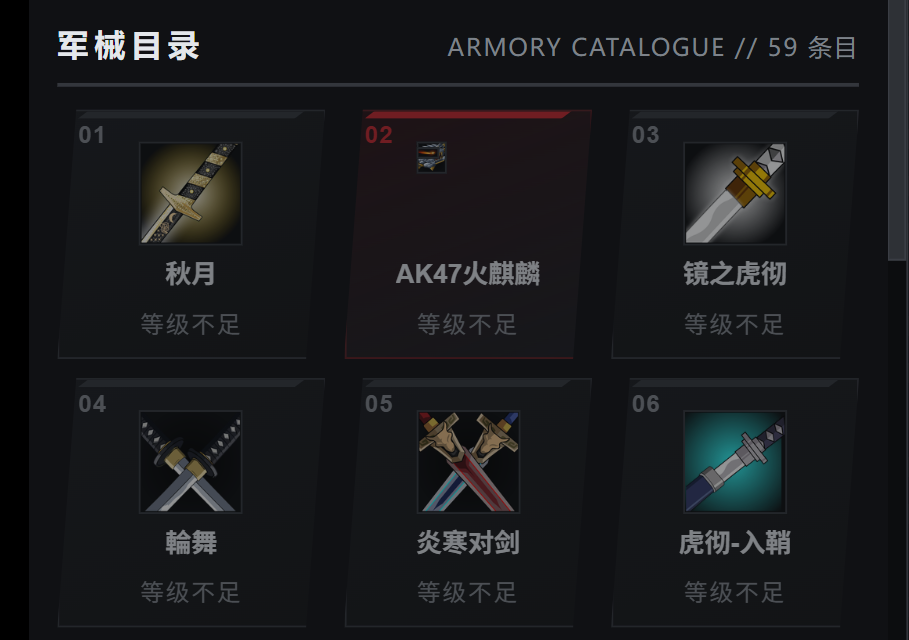 军械目录
ARMORY CATALOGUE // 59 条目
01
02
03
秋月
AK47火麒麟
镜之虎彻
等级不足
等级不足
等级不足
04
05
06
輪舞
炎寒对剑
虎彻-入鞘
等级不足
等级不足
等级不足